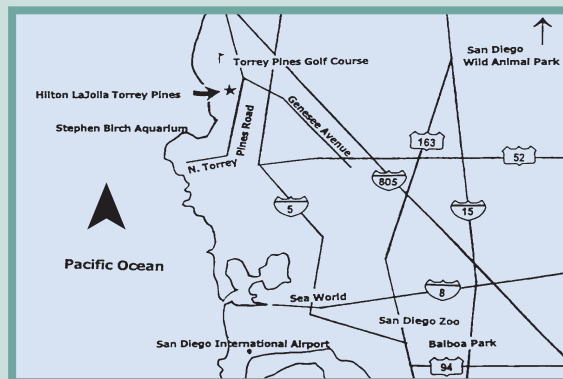 San Diego
Wild Animal Park
Torrey Pines Golf Course
Hilton LaJolla Torrey Pines
Genesee Avenue
Pines Road
Stephen Birch Aquarium
N. Torrey
163
52
805
5
15
Pacific Ocean
8
Sea World
San Diego Zoo
San Diego International Airport
Balboa Park
94